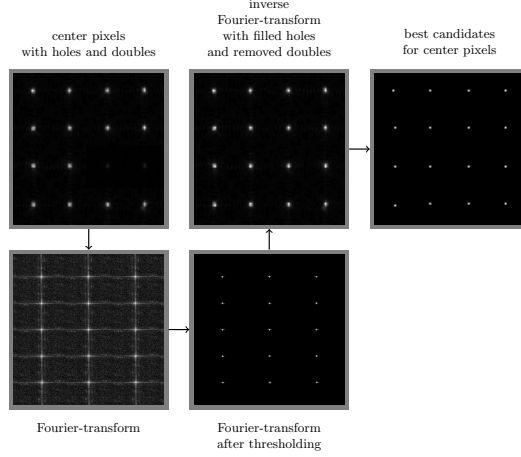 center pixels
with holes and doubles
inverse
Fourier-transform
with filled holes
and removed doubles
best candidates
for center pixels
Fourier-transform
Fourier-transform
after thresholding